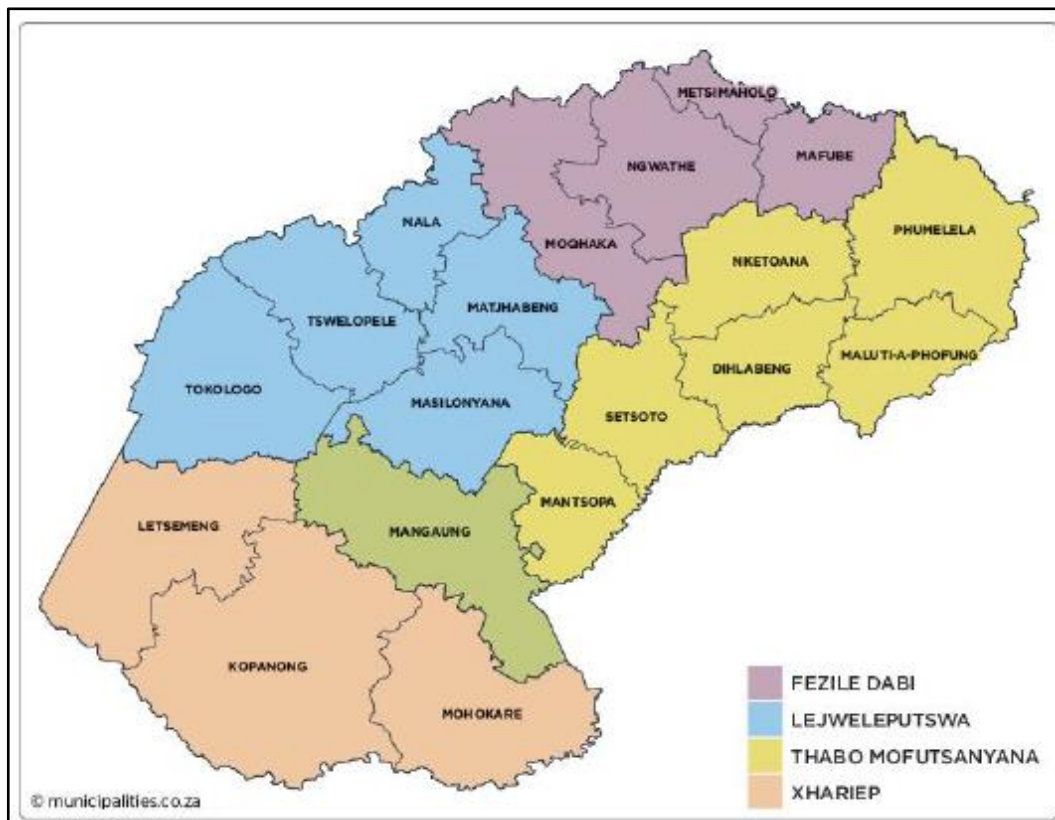 METSIMAHOLO
NGWATHE
MAFUBE
NALA
MOQHAKA
NKETOANA
PHUMELELA
TSWELOPELE
MATJHABENG
TOKOLOGO
MASILONYANA
DIHLABENG
MALUTI-A-PHOFUNG
SETSOTO
LETSEMENG
MANGAUNG
MANTSOPA
KOPANONG
MOHOKARE
FEZILE DABI
LEJWELEPUTSWA
THABO MOFUTSANYANA
XHARIEP
© municipalities.co.za